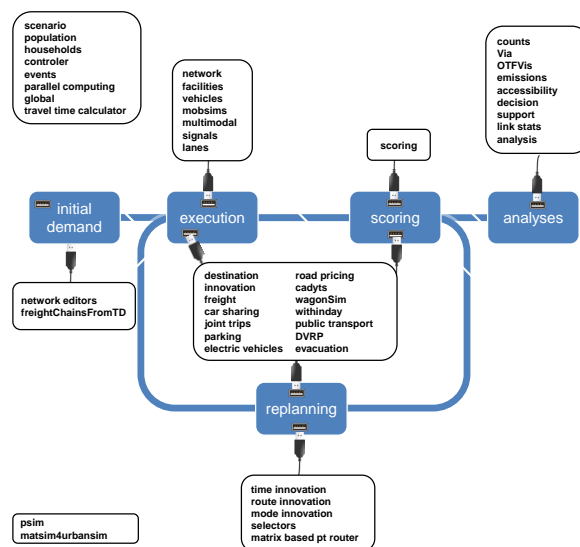 scenario
population
households
controler
events
parallel computing
global
travel time calculator
network
facilities
vehicles
mobsims
multimodal
signals
lanes
scoring
counts
Via
OTFVis
emissions
accessibility
decision
support
link stats
analysis
initial
demand
execution
scoring
analyses
network editors
freightChainsFromTD
destination
innovation
freight
car sharing
joint trips
parking
electric vehicles
road pricing
cadyts
wagonSim
withinday
public transport
DVRP
evacuation
replanning
time innovation
route innovation
mode innovation
selectors
matrix based pt router
psim
matsim4urbansim